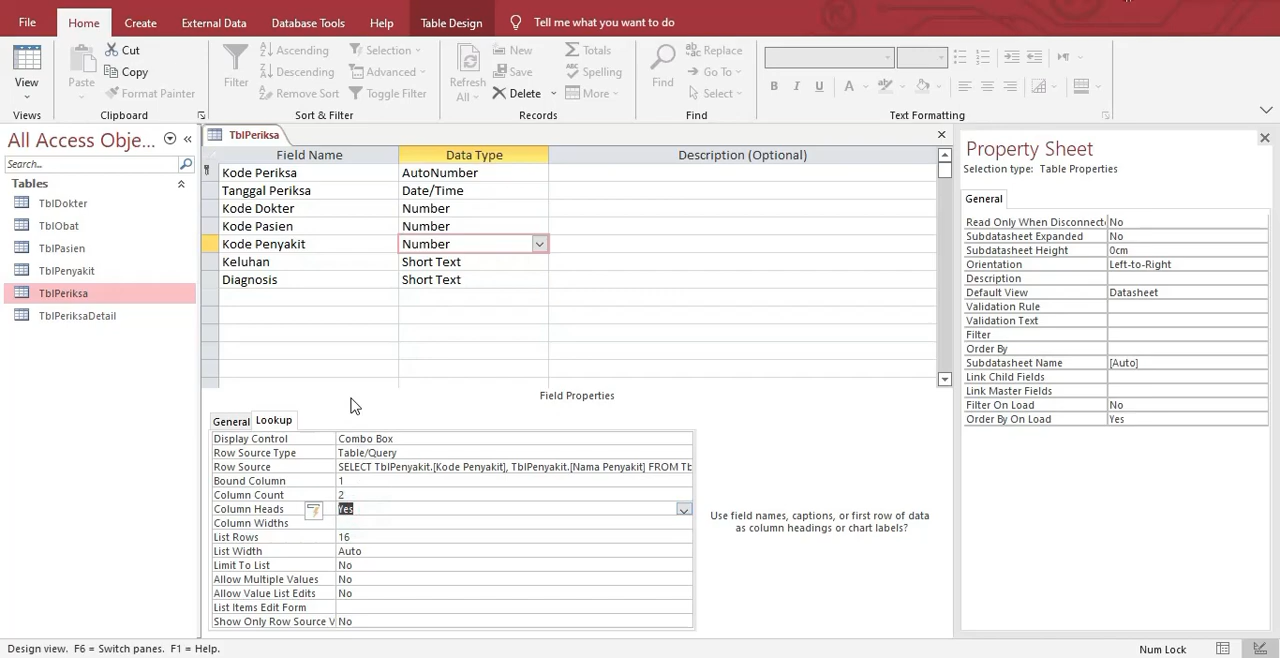 File Home Create External Data Database Tools Help Table Design Tell me what you want to do
View
Views
Paste Cut
Copy
Format Painter
Clipboard
Filter Ascending
Descending
Remove Sort
Selection
Advanced
Toggle Filter
Sort & Filter
Refresh
All
New
Save
Delete
Totals
Spelling
More
Records
Find
Replace
Go To
Select
Find
B I U A
Text Formatting
All Access Obje...
Search...
Tables
TblDokter
TblObat
TblPasien
TblPenyakit
TblPeriksa
TblPeriksaDetail
TblPeriksa
Field Name Data Type Description (Optional)
Kode Periksa AutoNumber
Tanggal Periksa Date/Time
Kode Dokter Number
Kode Pasien Number
Kode Penyakit Number
Keluhan Short Text
Diagnosis Short Text
Field Properties
General Lookup
Display Control Combo Box
Row Source Type Table/Query
Row Source SELECT TblPenyakit.[Kode Penyakit], TblPenyakit.[Nama Penyakit] FROM Tb
Bound Column 1
Column Count 2
Column Heads Yes
Column Widths
List Rows 16
List Width Auto
Limit To List No
Allow Multiple Values No
Allow Value List Edits No
List Items Edit Form
Show Only Row Source V No
Use field names, captions, or first row of data
as column headings or chart labels?
Property Sheet
Selection type: Table Properties
General
Read Only When Disconnecte No
Subdatasheet Expanded No
Subdatasheet Height 0cm
Orientation Left-to-Right
Description
Default View Datasheet
Validation Rule
Validation Text
Filter
Order By
Subdatasheet Name [Auto]
Link Child Fields
Link Master Fields
Filter On Load No
Order By On Load Yes
Design view. F6 = Switch panes. F1 = Help. Num Lock